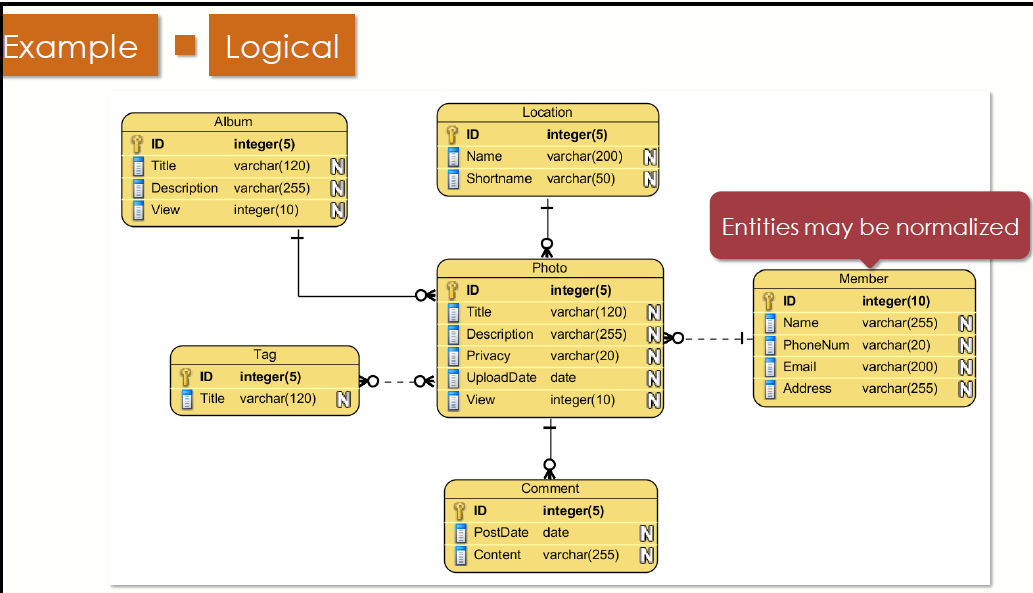 Example
Logical
Album
ID integer(5)
Title varchar(120) N
Description varchar(255) N
View integer(10) N
Location
ID integer(5)
Name varchar(200) N
Shortname varchar(50) N
Entities may be normalized
Photo
ID integer(5)
Title varchar(120) N
Description varchar(255) N
Privacy varchar(20) N
UploadDate date N
View integer(10) N
Member
ID integer(10)
Name varchar(255) N
PhoneNum varchar(20) N
Email varchar(200) N
Address varchar(255) N
Tag
ID integer(5)
Title varchar(120) N
Comment
ID integer(5)
PostDate date N
Content varchar(255) N